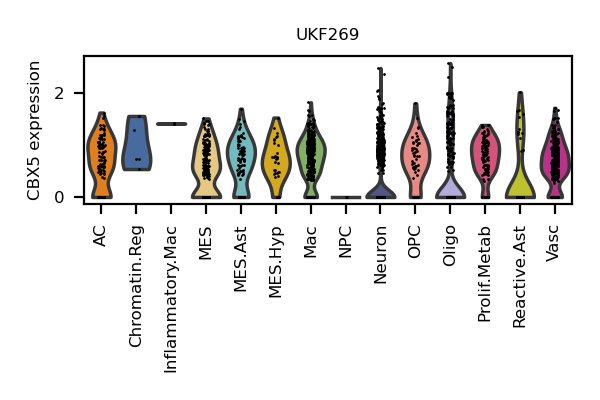 UKF269
CBX5 expression
2
0
AC
Chromatin.Reg
Inflammatory.Mac
MES
MES.Ast
MES.Hyp
Mac
NPC
Neuron
OPC
Oligo
Prolif.Metab
Reactive.Ast
Vasc